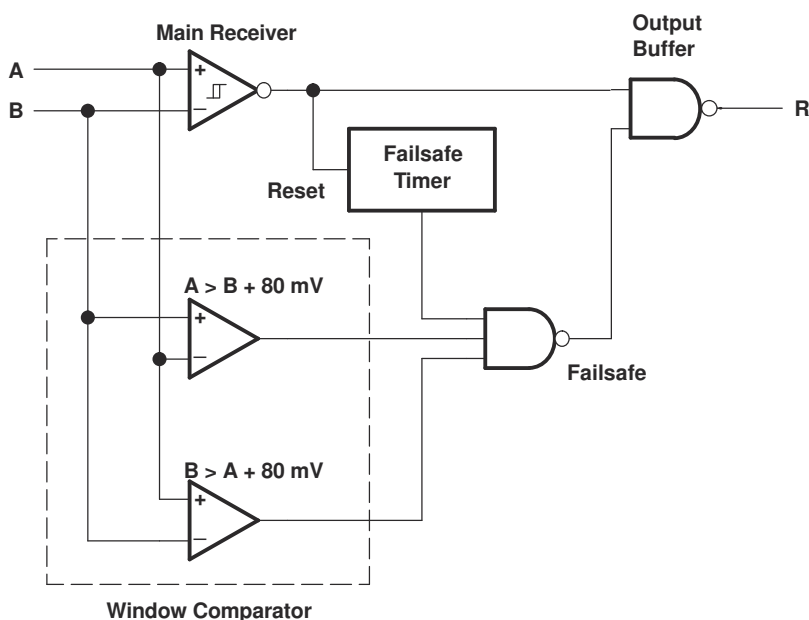 Main Receiver
Output
Buffer
A
+
B
−
R
Failsafe
Timer
Reset
A > B + 80 mV
+
−
Failsafe
B > A + 80 mV
+
−
Window Comparator